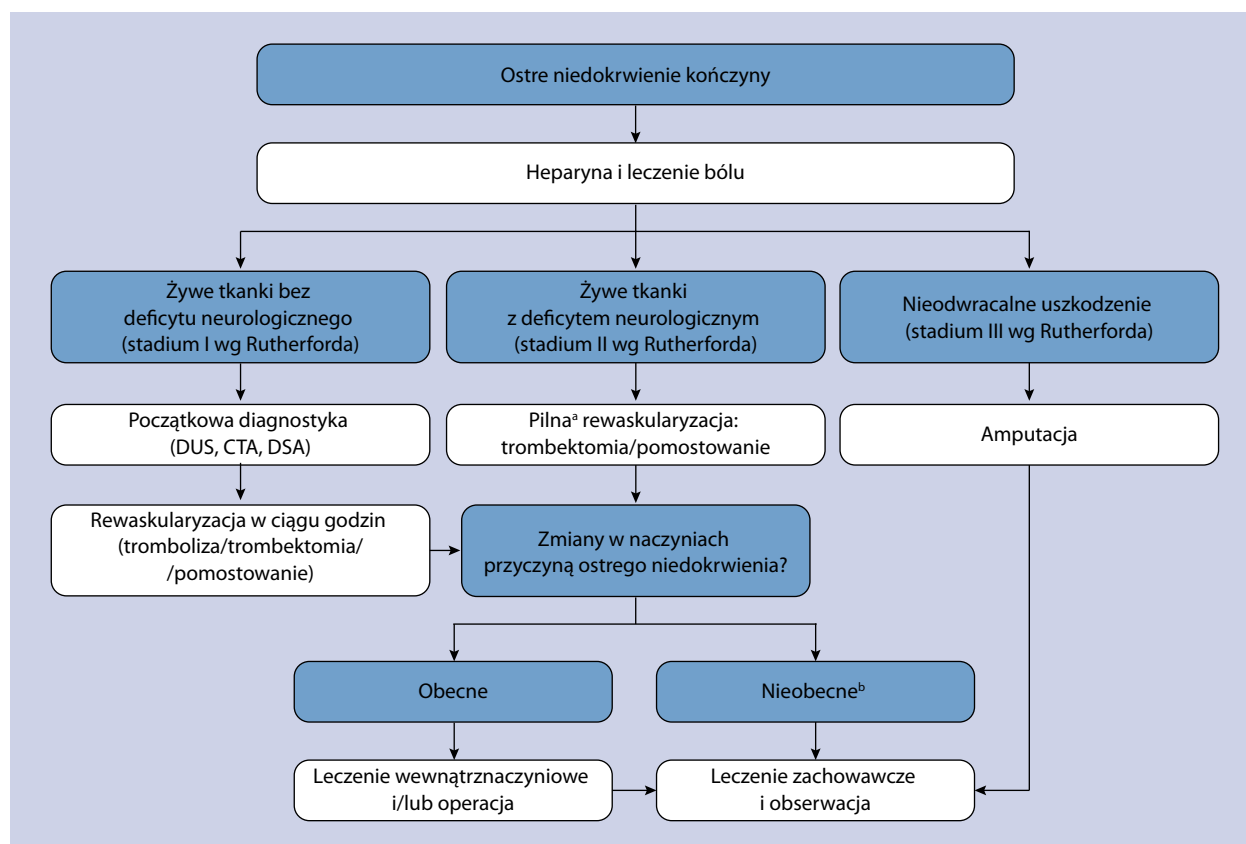 Ostre niedokrwienie kończyny
Heparyna i leczenie bólu
Żywe tkanki bez
deficytu neurologicznego
(stadium I wg Rutherforda)
Żywe tkanki
z deficytem neurologicznym
(stadium II wg Rutherforda)
Nieodwracalne uszkodzenie
(stadium III wg Rutherforda)
Początkowa diagnostyka
(DUS, CTA, DSA)
Pilnaᵃ rewaskularyzacja:
trombektomia/pomostowanie
Amputacja
Rewaskularyzacja w ciągu godzin
(tromboliza/trombektomia/
/pomostowanie)
Zmiany w naczyniach
przyczyną ostrego niedokrwienia?
Obecne
Nieobecneᵇ
Leczenie wewnątrznaczyniowe
i/lub operacja
Leczenie zachowawcze
i obserwacja